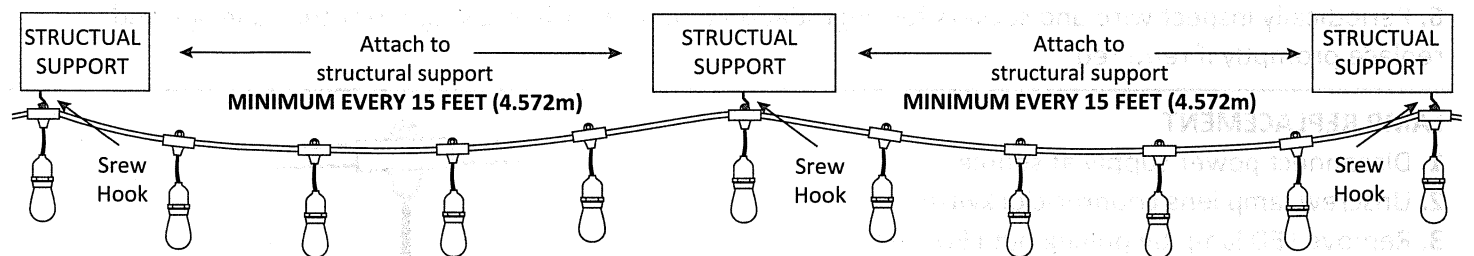 STRUCTUAL
SUPPORT
Attach to
structural support
MINIMUM EVERY 15 FEET (4.572m)
STRUCTUAL
SUPPORT
Attach to
structural support
MINIMUM EVERY 15 FEET (4.572m)
STRUCTUAL
SUPPORT
Srew
Hook
Srew
Hook
Srew
Hook